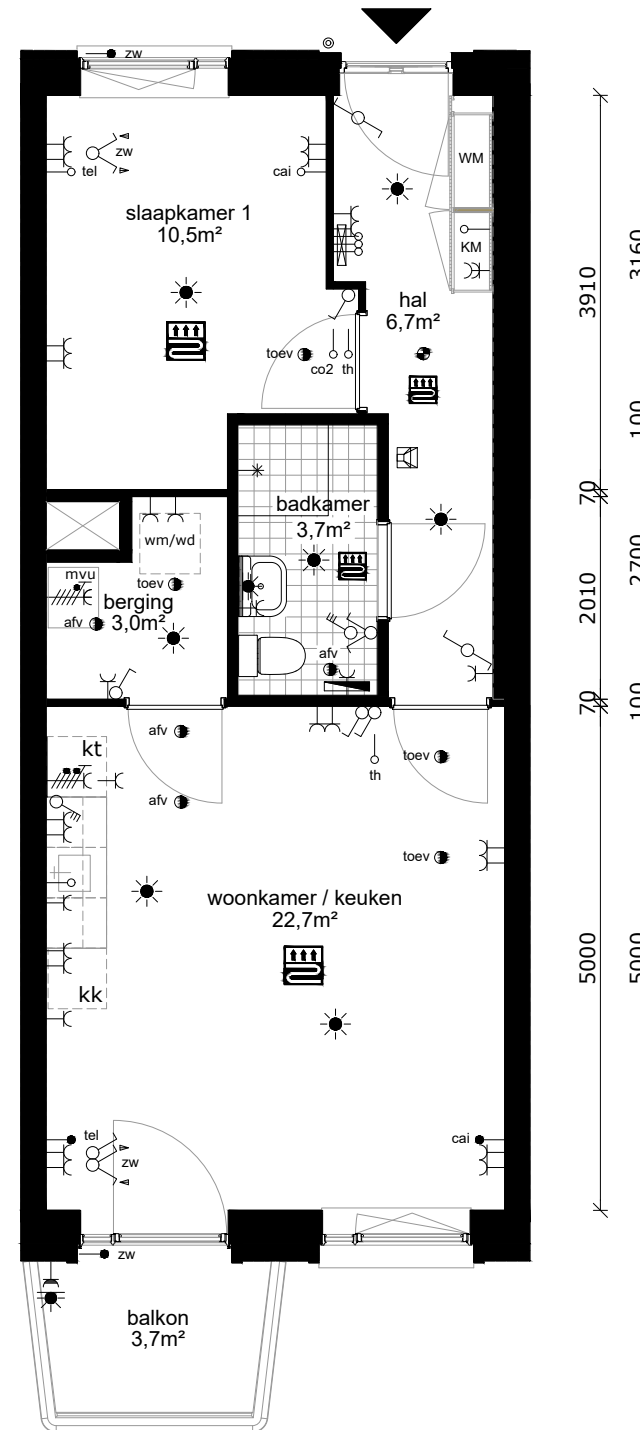 zw
zw
tel
cai
WM
KM
slaapkamer 1
10,5m²
hal
6,7m²
toev
co2
th
badkamer
3,7m²
wm/wd
mvu
toev
berging
3,0m²
afv
afv
kt
afv
th
toev
afv
toev
woonkamer / keuken
22,7m²
kk
tel
zw
cai
zw
balkon
3,7m²
3910
70
2010
70
5000
3160
100
2700
100
5000